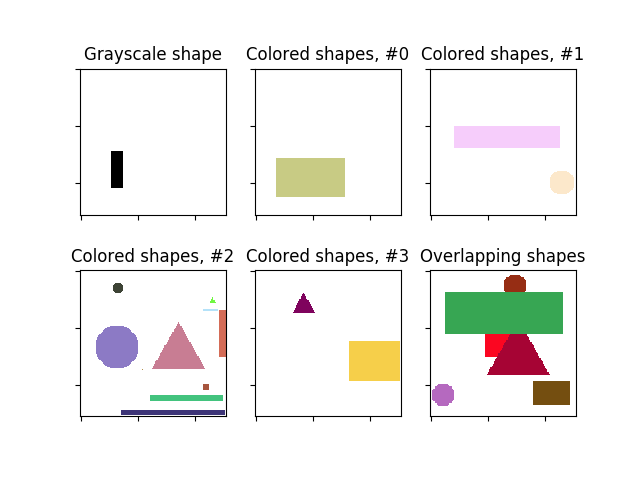 Grayscale shape
Colored shapes, #0
Colored shapes, #1
Colored shapes, #2
Colored shapes, #3
Overlapping shapes